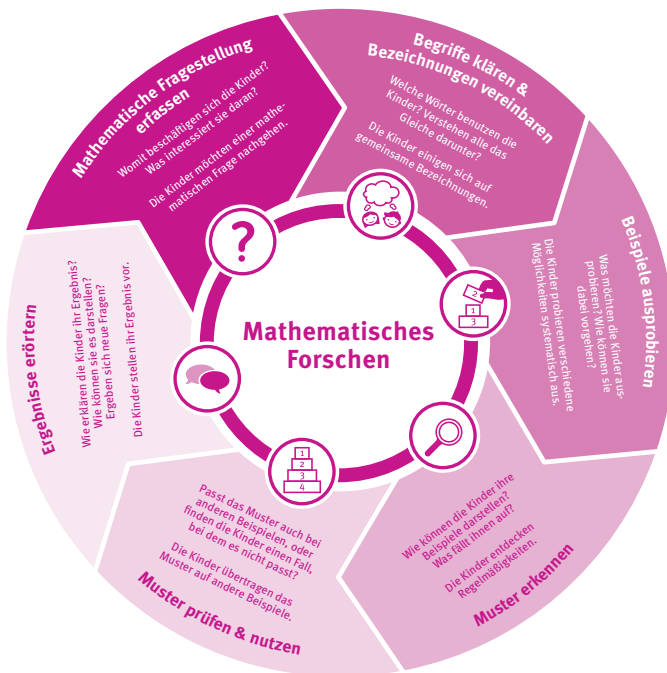 Mathematisches
Forschen
Mathematische Fragestellung
erfassen
Womit beschäftigen sich die Kinder?
Was interessiert sie daran?
Die Kinder möchten einer mathe-
matischen Frage nachgehen.
?
Begriffe klären &
Bezeichnungen vereinbaren
Welche Wörter benutzen die
Kinder? Verstehen alle das
Gleiche darunter?
Die Kinder einigen sich auf
gemeinsame Bezeichnungen.
Beispiele ausprobieren
Was möchten die Kinder aus-
probieren? Wie können sie
dabei vorgehen?
Die Kinder probieren verschiedene
Möglichkeiten systematisch aus.
2
1
3
Muster erkennen
Wie können die Kinder ihre
Beispiele darstellen?
Was fällt ihnen auf?
Die Kinder entdecken
Regelmäßigkeiten.
Passt das Muster auch bei
anderen Beispielen, oder
finden die Kinder einen Fall,
bei dem es nicht passt?
Die Kinder übertragen das
Muster auf andere Beispiele.
Muster prüfen & nutzen
1
2
3
4
Ergebnisse erörtern
Wie erklären die Kinder ihr Ergebnis?
Wie können sie es darstellen?
Ergeben sich neue Fragen?
Die Kinder stellen ihr Ergebnis vor.